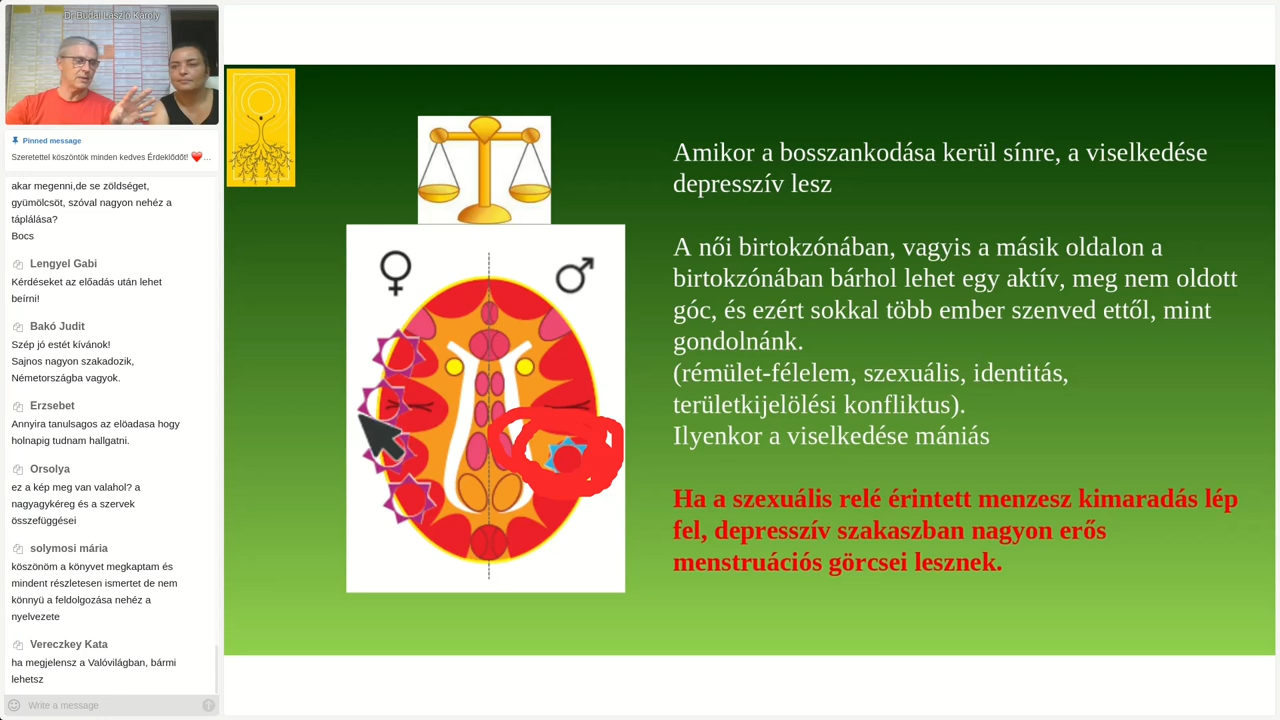 Dr Budai László Károly
Pinned message
Szeretettel köszöntök minden kedves Érdeklődőt! ❤️...
akar megenni,de se zöldséget,
gyümölcsöt, szóval nagyon nehéz a
táplálása?
Bocs
Lengyel Gabi
Kérdéseket az előadás után lehet
beírni!
Bakó Judit
Szép jó estét kívánok!
Sajnos nagyon szakadozik,
Németországba vagyok.
Erzsebet
Annyira tanulsagos az elöadasa hogy
holnapig tudnam hallgatni.
Orsolya
ez a kép meg van valahol? a
nagyagykéreg és a szervek
összefüggései
solymosi mária
köszönöm a könyvet megkaptam és
mindent részletesen ismertet de nem
könnyü a feldolgozása nehéz a
nyelvezete
Vereczkey Kata
ha megjelensz a Valóvilágban, bármi
lehetsz
Write a message
Amikor a bosszankodása kerül sínre, a viselkedése
depresszív lesz
A női birtokzónában, vagyis a másik oldalon a
birtokzónában bárhol lehet egy aktív, meg nem oldott
góc, és ezért sokkal több ember szenved ettől, mint
gondolnánk.
(rémület-félelem, szexuális, identitás,
területkijelölési konfliktus).
Ilyenkor a viselkedése mániás
Ha a szexuális relé érintett menzesz kimaradás lép
fel, depresszív szakaszban nagyon erős
menstruációs görcsei lesznek.